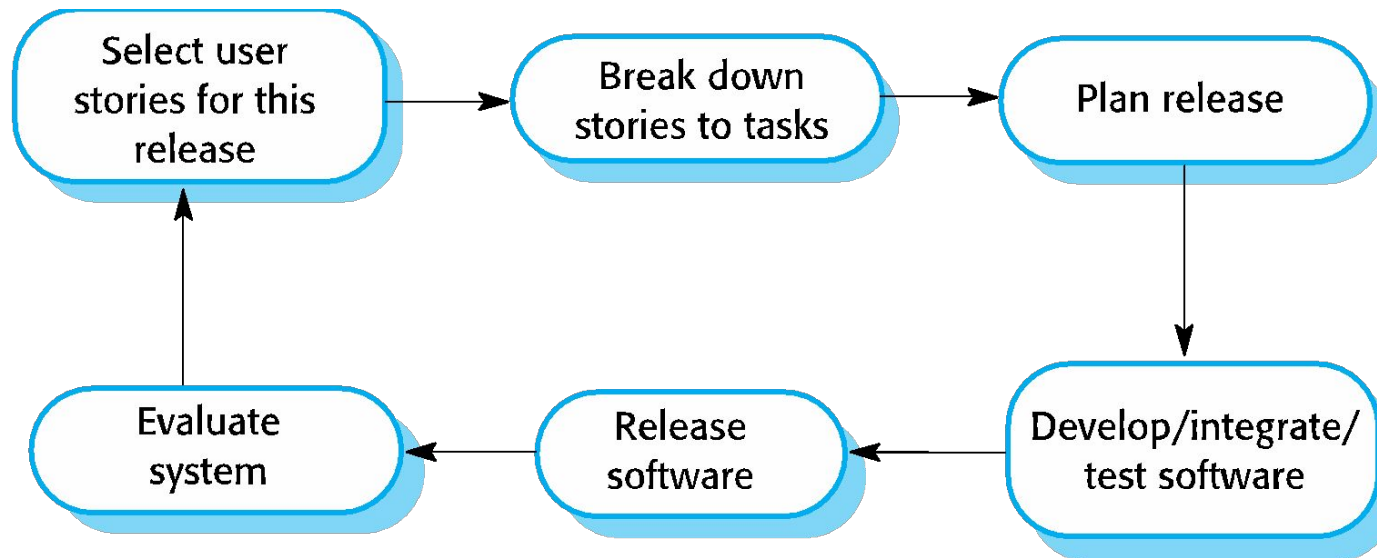 Select user
stories for this
release
Break down
stories to tasks
Plan release
Develop/integrate/
test software
Release
software
Evaluate
system